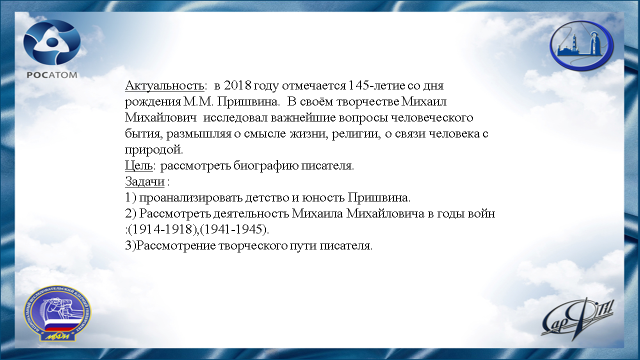 РОСАТОМ
Актуальность:  в 2018 году отмечается 145-летие со дня
рождения М.М. Пришвина.  В своём творчестве Михаил
Михайлович  исследовал важнейшие вопросы человеческого
бытия, размышляя о смысле жизни, религии, о связи человека с
природой.
Цель: рассмотреть биографию писателя.
Задачи :
1) проанализировать детство и юность Пришвина.
2) Рассмотреть деятельность Михаила Михайловича в годы войн
:(1914-1918),(1941-1945).
3)Рассмотрение творческого пути писателя.